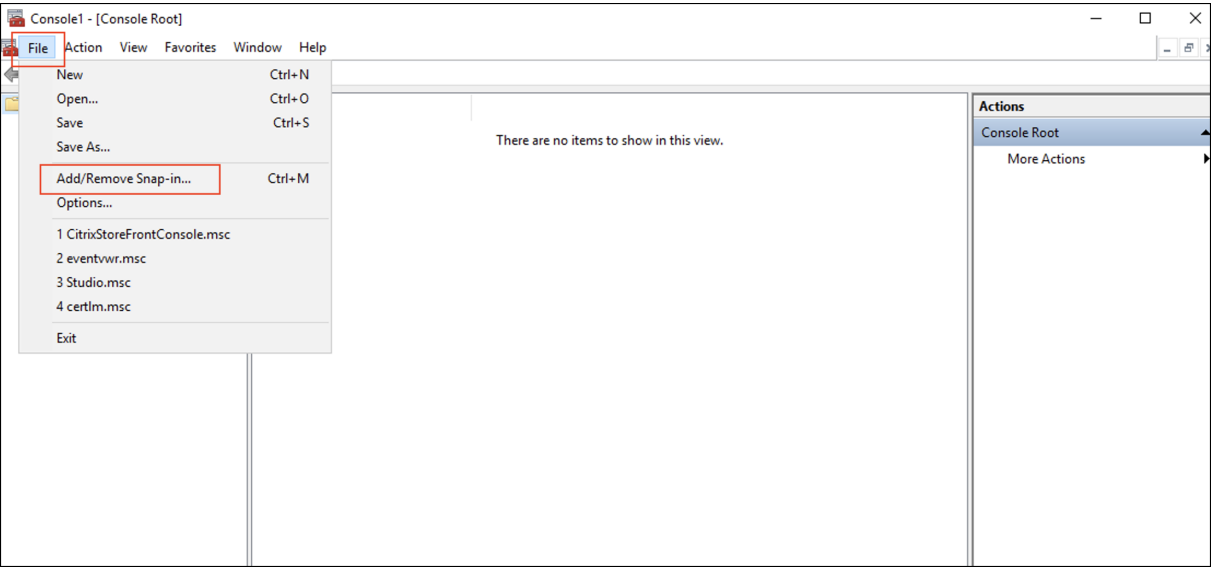 Console1 - [Console Root]
File Action View Favorites Window Help
New Ctrl+N
Open... Ctrl+O
Save Ctrl+S
Save As...
Add/Remove Snap-in... Ctrl+M
Options...
1 CitrixStoreFrontConsole.msc
2 eventvwr.msc
3 Studio.msc
4 certlm.msc
Exit
There are no items to show in this view.
Actions
Console Root
More Actions